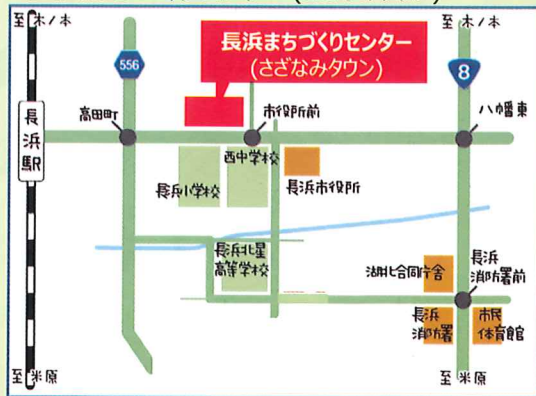 至木ノ本
至木ノ本
556
長浜まちづくりセンター
(さざなみタウン)
8
高田町
市役所前
八幡東
長浜駅
西中学校
長浜小学校
長浜市役所
長浜北星
高等学校
湖北合同庁舎
長浜
消防署前
長浜
消防署
市民
体育館
至米原
至米原